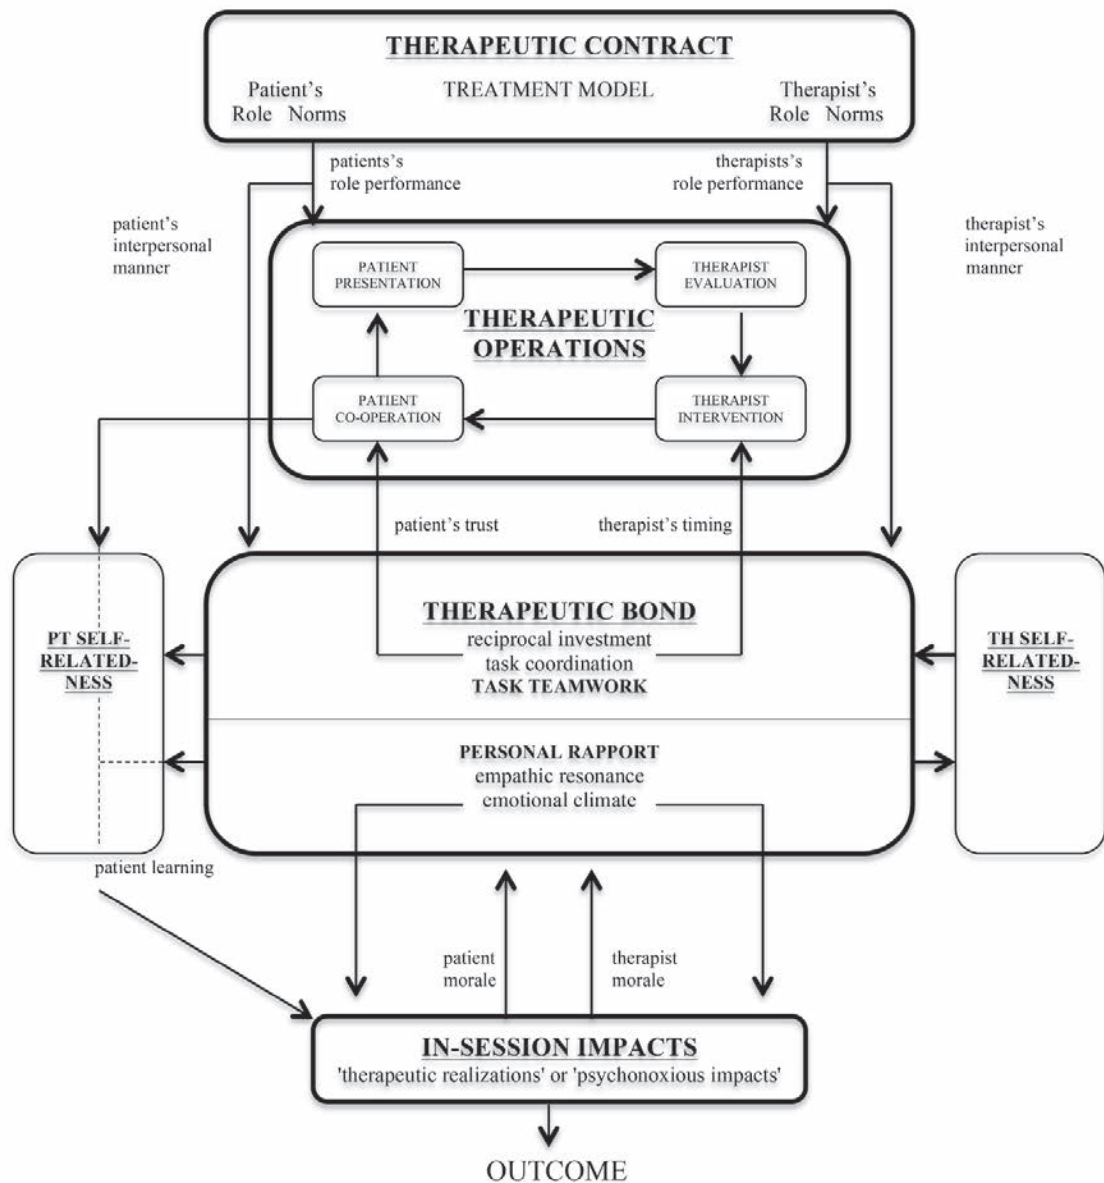 THERAPEUTIC CONTRACT
TREATMENT MODEL
Patient's
Role Norms
Therapist's
Role Norms
patients's
role performance
therapists's
role performance
patient's
interpersonal
manner
therapist's
interpersonal
manner
PATIENT
PRESENTATION
THERAPIST
EVALUATION
THERAPEUTIC
OPERATIONS
PATIENT
CO-OPERATION
THERAPIST
INTERVENTION
patient's trust
therapist's timing
PT SELF-
RELATED-
NESS
THERAPEUTIC BOND
reciprocal investment
task coordination
TASK TEAMWORK
TH SELF-
RELATED-
NESS
PERSONAL RAPPORT
empathic resonance
emotional climate
patient learning
patient
morale
therapist
morale
IN-SESSION IMPACTS
'therapeutic realizations' or 'psychonoxious impacts'
OUTCOME